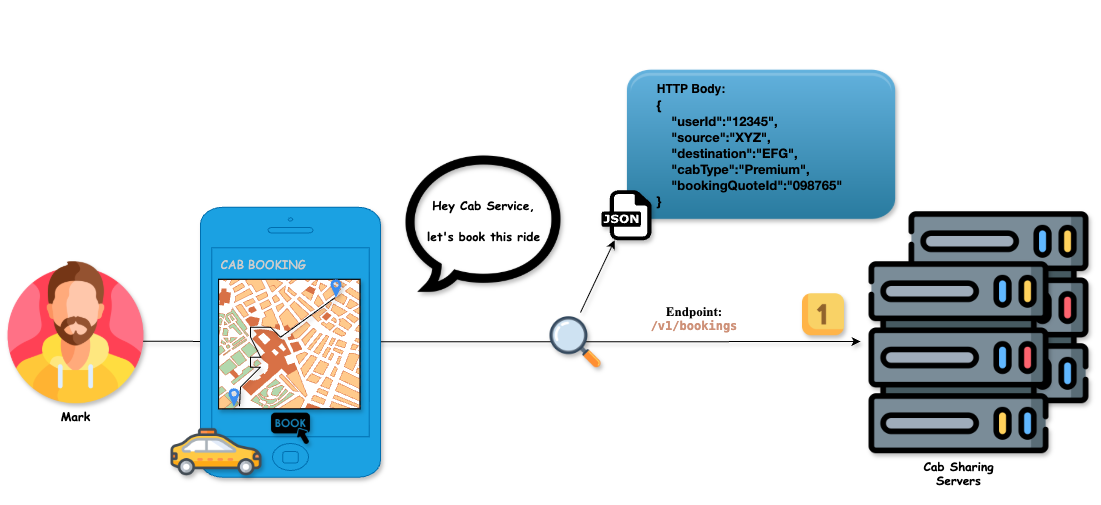 HTTP Body:
{
"userId":"12345",
"source":"XYZ",
"destination":"EFG",
"cabType":"Premium",
"bookingQuoteId":"098765"
}
JSON
Hey Cab Service,
let's book this ride
CAB BOOKING
BOOK
Mark
Endpoint:
/v1/bookings
1
Cab Sharing
Servers